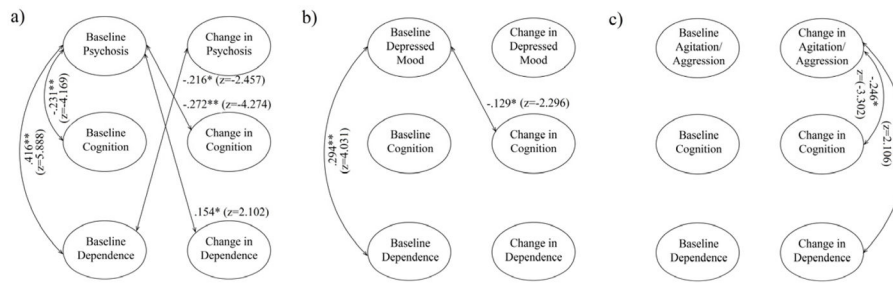 a)
Baseline
Psychosis
Change in
Psychosis
-.216* (z=-2.457)
-.231**
(z=-4.169)
-.272** (z=-4.274)
Baseline
Cognition
Change in
Cognition
.416**
(z=5.888)
.154* (z=2.102)
Baseline
Dependence
Change in
Dependence
b)
Baseline
Depressed
Mood
Change in
Depressed
Mood
-.129* (z=-2.296)
Baseline
Cognition
Change in
Cognition
.294**
(z=4.031)
Baseline
Dependence
Change in
Dependence
c)
Baseline
Agitation/
Aggression
Change in
Agitation/
Aggression
-.246*
z=(-3.302)
(z=2.106)
Baseline
Cognition
Change in
Cognition
Baseline
Dependence
Change in
Dependence